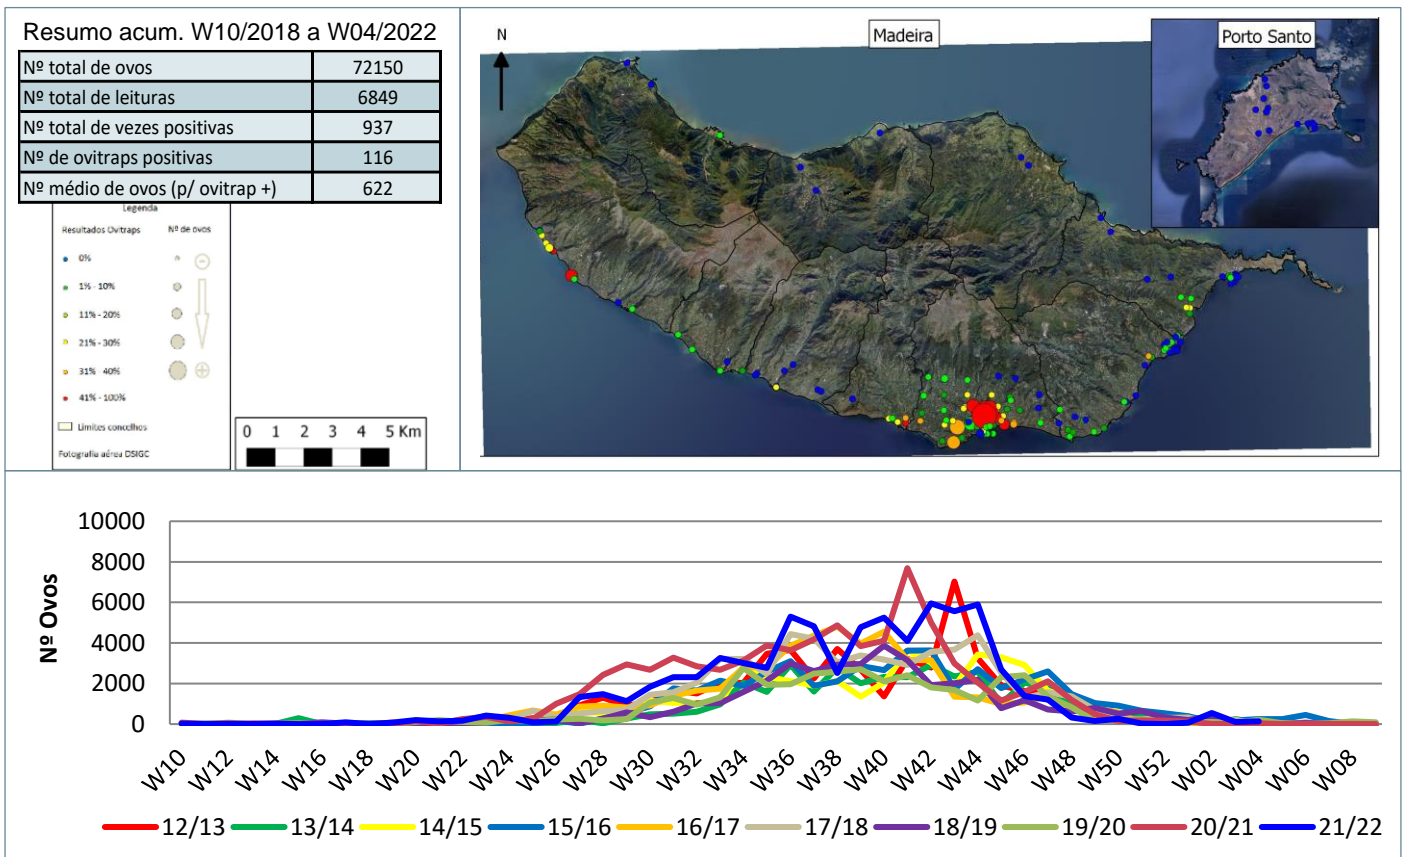 Resumo acum. W10/2018 a W04/2022
Nº total de ovos 72150
Nº total de leituras 6849
Nº total de vezes positivas 937
Nº de ovitraps positivas 116
Nº médio de ovos (p/ ovitrap +) 622
Legenda
Resultados Ovitraps Nº de ovos
0%
1% - 10%
11% - 20%
21% - 30%
31% - 40%
41% - 100%
Limites concelhos
Fotografia aérea DSIGC
0 1 2 3 4 5 Km
N
Madeira
Porto Santo
Nº Ovos
10000
8000
6000
4000
2000
0
W10 W12 W14 W16 W18 W20 W22 W24 W26 W28 W30 W32 W34 W36 W38 W40 W42 W44 W46 W48 W50 W52 W02 W04 W06 W08
12/13 13/14 14/15 15/16 16/17 17/18 18/19 19/20 20/21 21/22